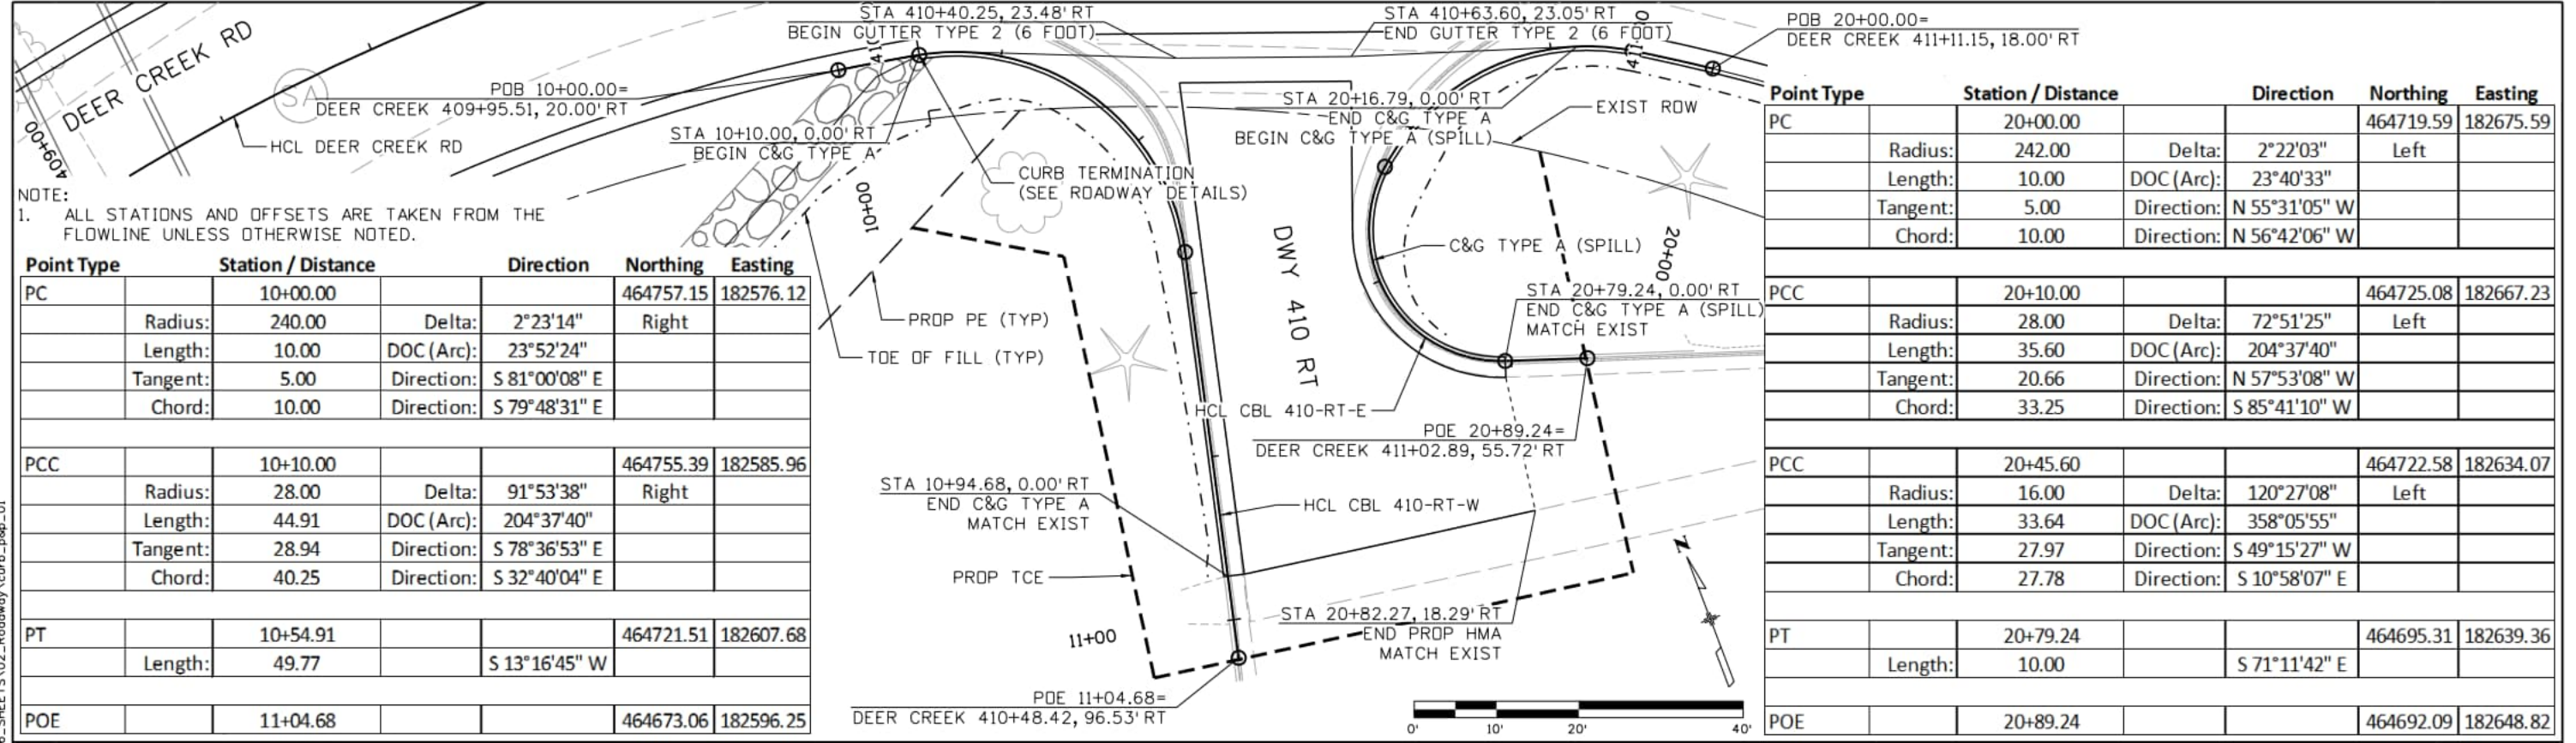 STA 410+40.25, 23.48' RT
BEGIN GUTTER TYPE 2 (6 FOOT)
STA 410+63.60, 23.05' RT
END GUTTER TYPE 2 (6 FOOT)
POB 20+00.00=
DEER CREEK 411+11.15, 18.00' RT
DEER CREEK RD
SA
POB 10+00.00=
DEER CREEK 409+95.51, 20.00' RT
HCL DEER CREEK RD
409+00
STA 10+10.00, 0.00' RT
BEGIN C&G TYPE A
STA 20+16.79, 0.00' RT
END C&G TYPE A
BEGIN C&G TYPE A (SPILL)
EXIST ROW
CURB TERMINATION
(SEE ROADWAY DETAILS)
10+00
NOTE:
1. ALL STATIONS AND OFFSETS ARE TAKEN FROM THE
FLOWLINE UNLESS OTHERWISE NOTED.
C&G TYPE A (SPILL)
20+00
DWY 410 RT
STA 20+79.24, 0.00' RT
END C&G TYPE A (SPILL)
MATCH EXIST
PROP PE (TYP)
TOE OF FILL (TYP)
HCL CBL 410-RT-E
POE 20+89.24=
DEER CREEK 411+02.89, 55.72' RT
STA 10+94.68, 0.00' RT
END C&G TYPE A
MATCH EXIST
HCL CBL 410-RT-W
PROP TCE
STA 20+82.27, 18.29' RT
END PROP HMA
MATCH EXIST
11+00
POE 11+04.68=
DEER CREEK 410+48.42, 96.53' RT
N
0' 10' 20' 40'
Point Type Station / Distance Direction Northing Easting
PC 10+00.00 464757.15 182576.12
Radius: 240.00 Delta: 2°23'14" Right
Length: 10.00 DOC (Arc): 23°52'24"
Tangent: 5.00 Direction: S 81°00'08" E
Chord: 10.00 Direction: S 79°48'31" E
PCC 10+10.00 464755.39 182585.96
Radius: 28.00 Delta: 91°53'38" Right
Length: 44.91 DOC (Arc): 204°37'40"
Tangent: 28.94 Direction: S 78°36'53" E
Chord: 40.25 Direction: S 32°40'04" E
PT 10+54.91 464721.51 182607.68
Length: 49.77 S 13°16'45" W
POE 11+04.68 464673.06 182596.25
Point Type Station / Distance Direction Northing Easting
PC 20+00.00 464719.59 182675.59
Radius: 242.00 Delta: 2°22'03" Left
Length: 10.00 DOC (Arc): 23°40'33"
Tangent: 5.00 Direction: N 55°31'05" W
Chord: 10.00 Direction: N 56°42'06" W
PCC 20+10.00 464725.08 182667.23
Radius: 28.00 Delta: 72°51'25" Left
Length: 35.60 DOC (Arc): 204°37'40"
Tangent: 20.66 Direction: N 57°53'08" W
Chord: 33.25 Direction: S 85°41'10" W
PCC 20+45.60 464722.58 182634.07
Radius: 16.00 Delta: 120°27'08" Left
Length: 33.64 DOC (Arc): 358°05'55"
Tangent: 27.97 Direction: S 49°15'27" W
Chord: 27.78 Direction: S 10°58'07" E
PT 20+79.24 464695.31 182639.36
Length: 10.00 S 71°11'42" E
POE 20+89.24 464692.09 182648.82